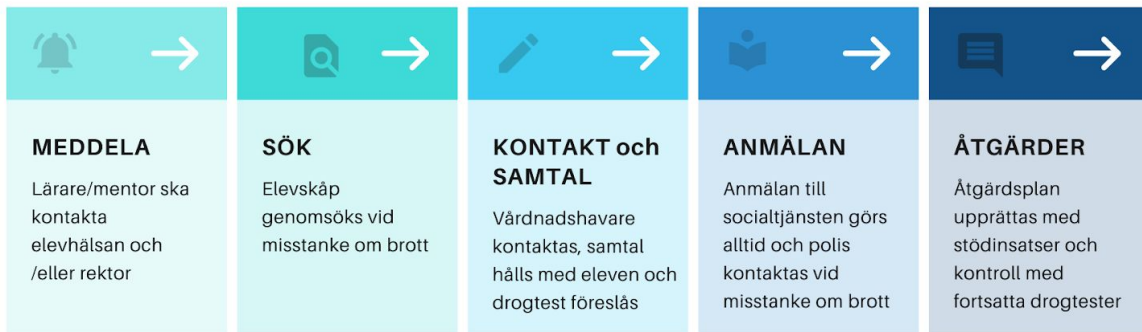 MEDDELA
Lärare/mentor ska
kontakta
elevhälsan och
/eller rektor
SÖK
Elevskåp
genomsöks vid
misstanke om brott
KONTAKT och
SAMTAL
Vårdnadshavare
kontaktas, samtal
hålls med eleven och
drogtest föreslås
ANMÄLAN
Anmälan till
socialtjänsten görs
alltid och polis
kontaktas vid
misstanke om brott
ÅTGÄRDER
Åtgärdsplan
upprättas med
stödinsatser och
kontroll med
fortsatta drogtester